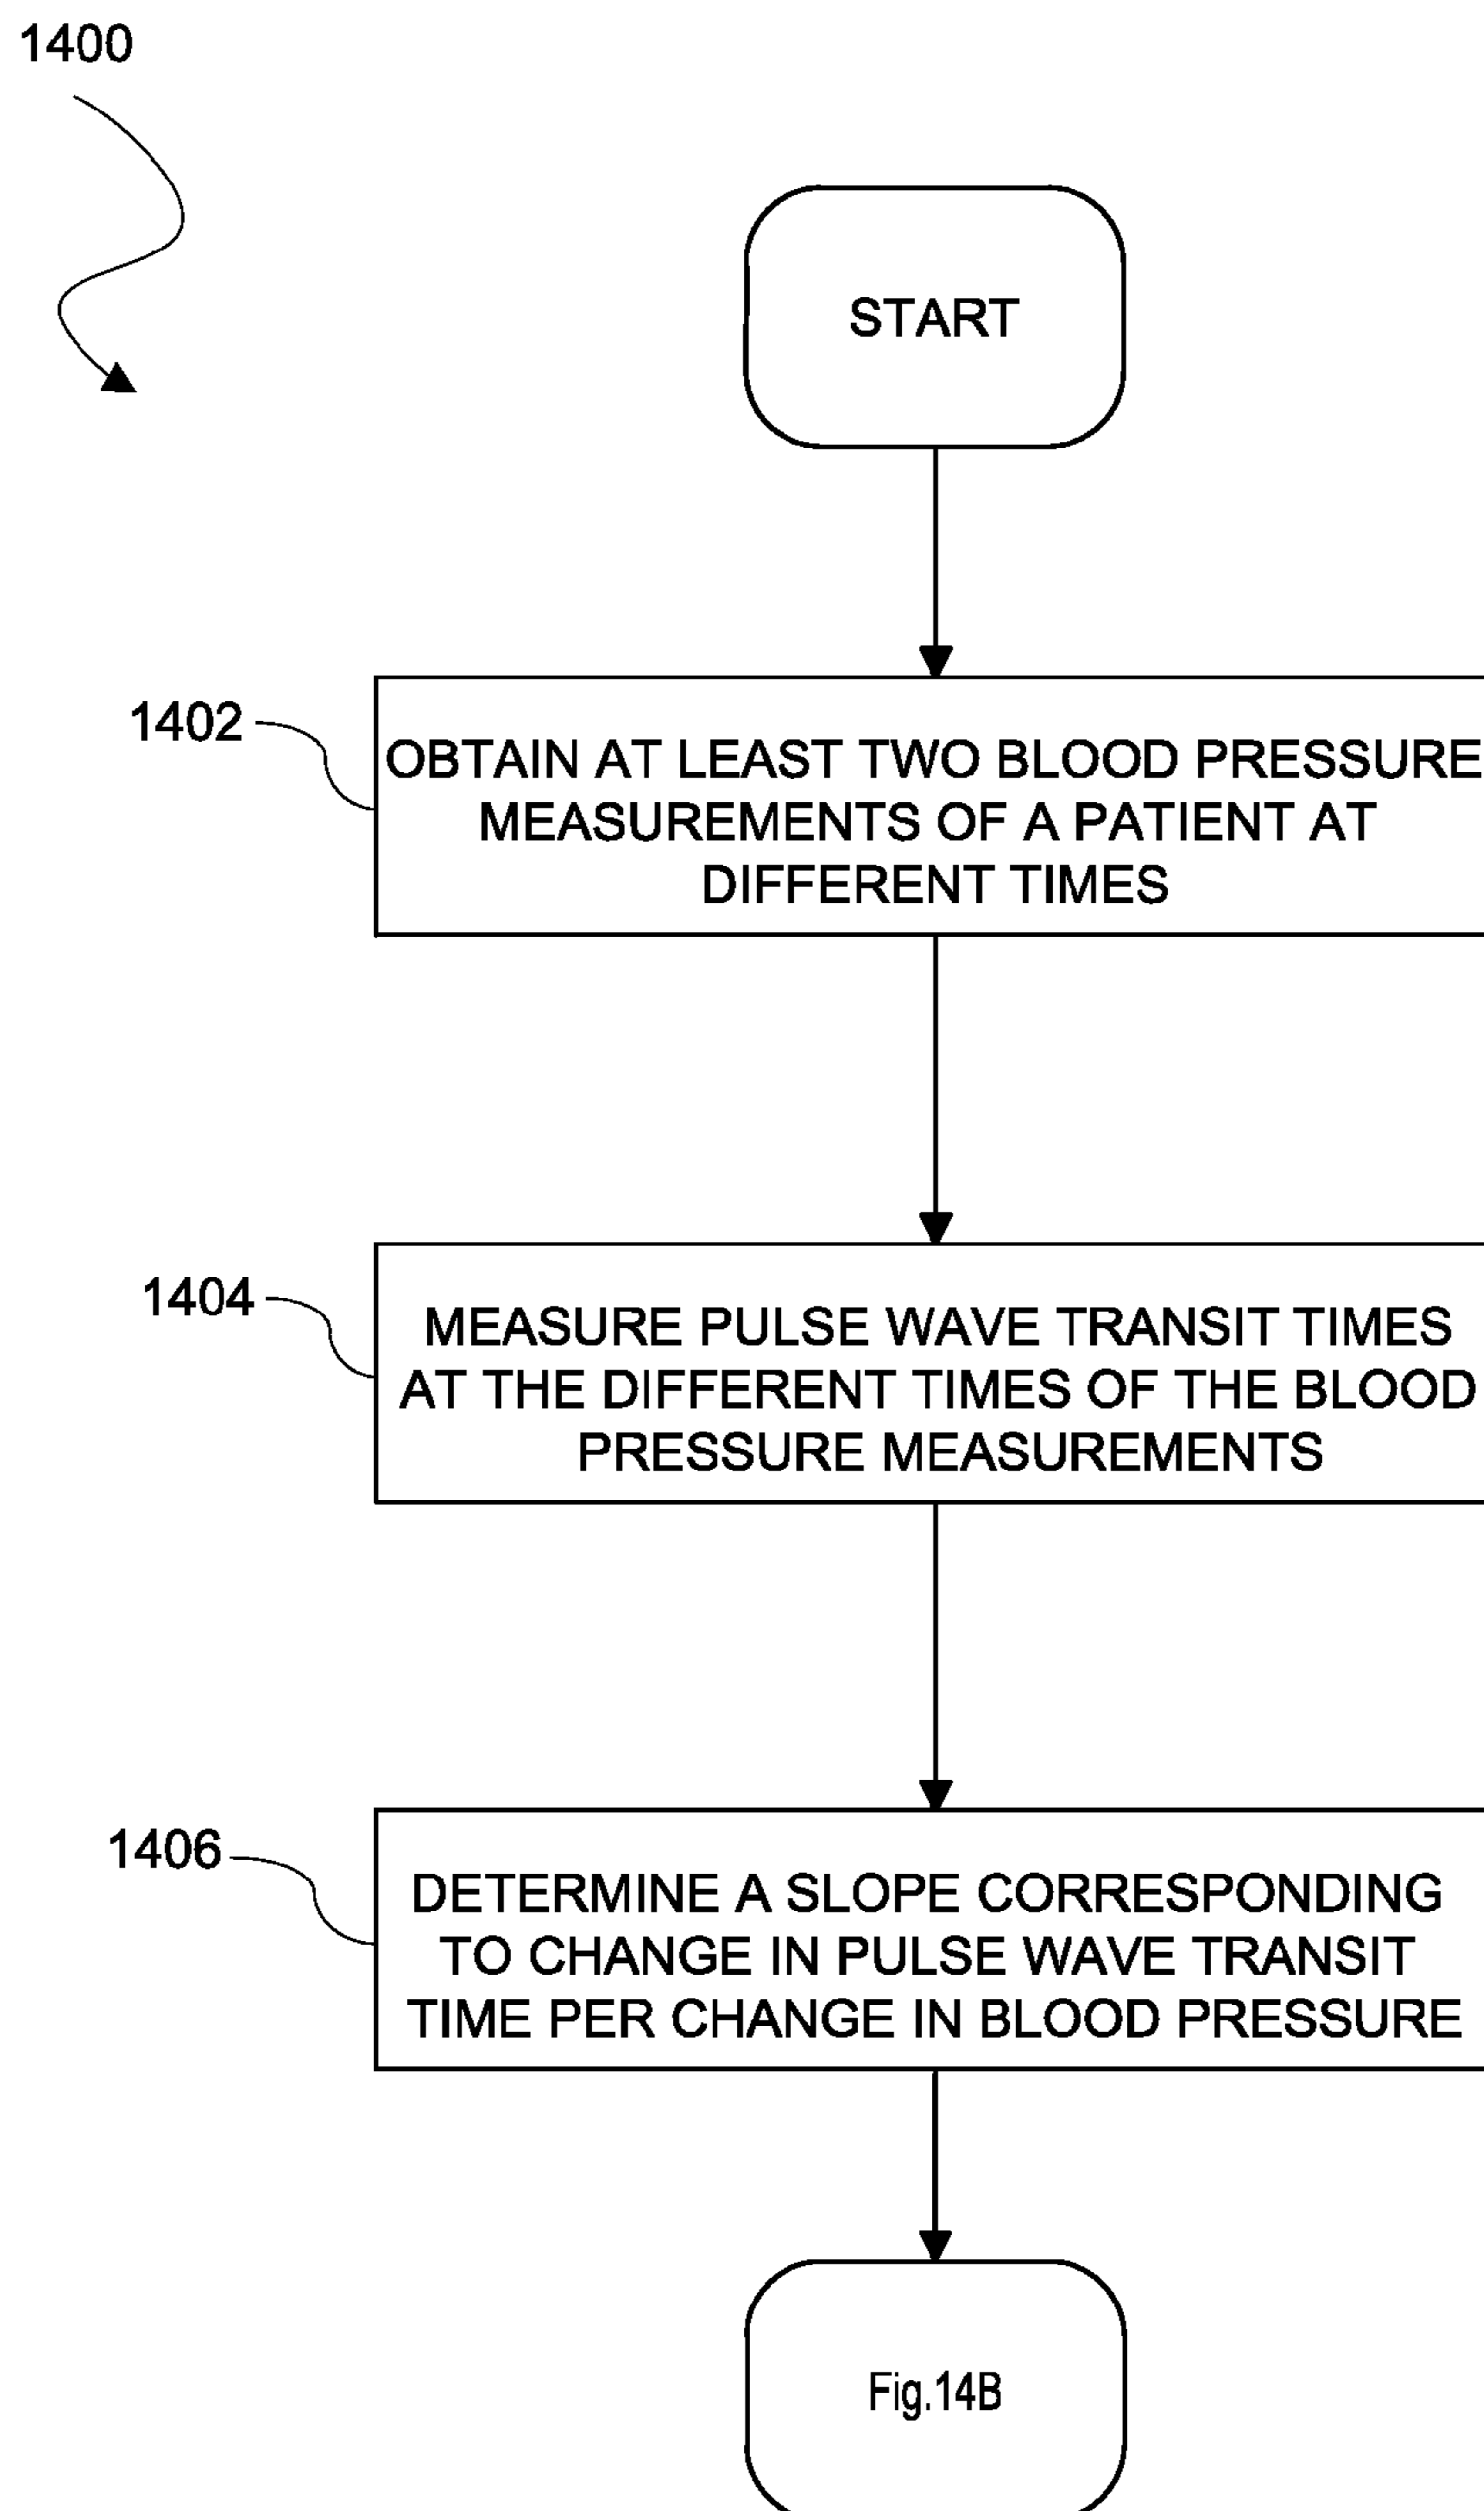 1400
START
1402
OBTAIN AT LEAST TWO BLOOD PRESSURE
MEASUREMENTS OF A PATIENT AT
DIFFERENT TIMES
1404
MEASURE PULSE WAVE TRANSIT TIMES
AT THE DIFFERENT TIMES OF THE BLOOD
PRESSURE MEASUREMENTS
1406
DETERMINE A SLOPE CORRESPONDING
TO CHANGE IN PULSE WAVE TRANSIT
TIME PER CHANGE IN BLOOD PRESSURE
Fig.14B